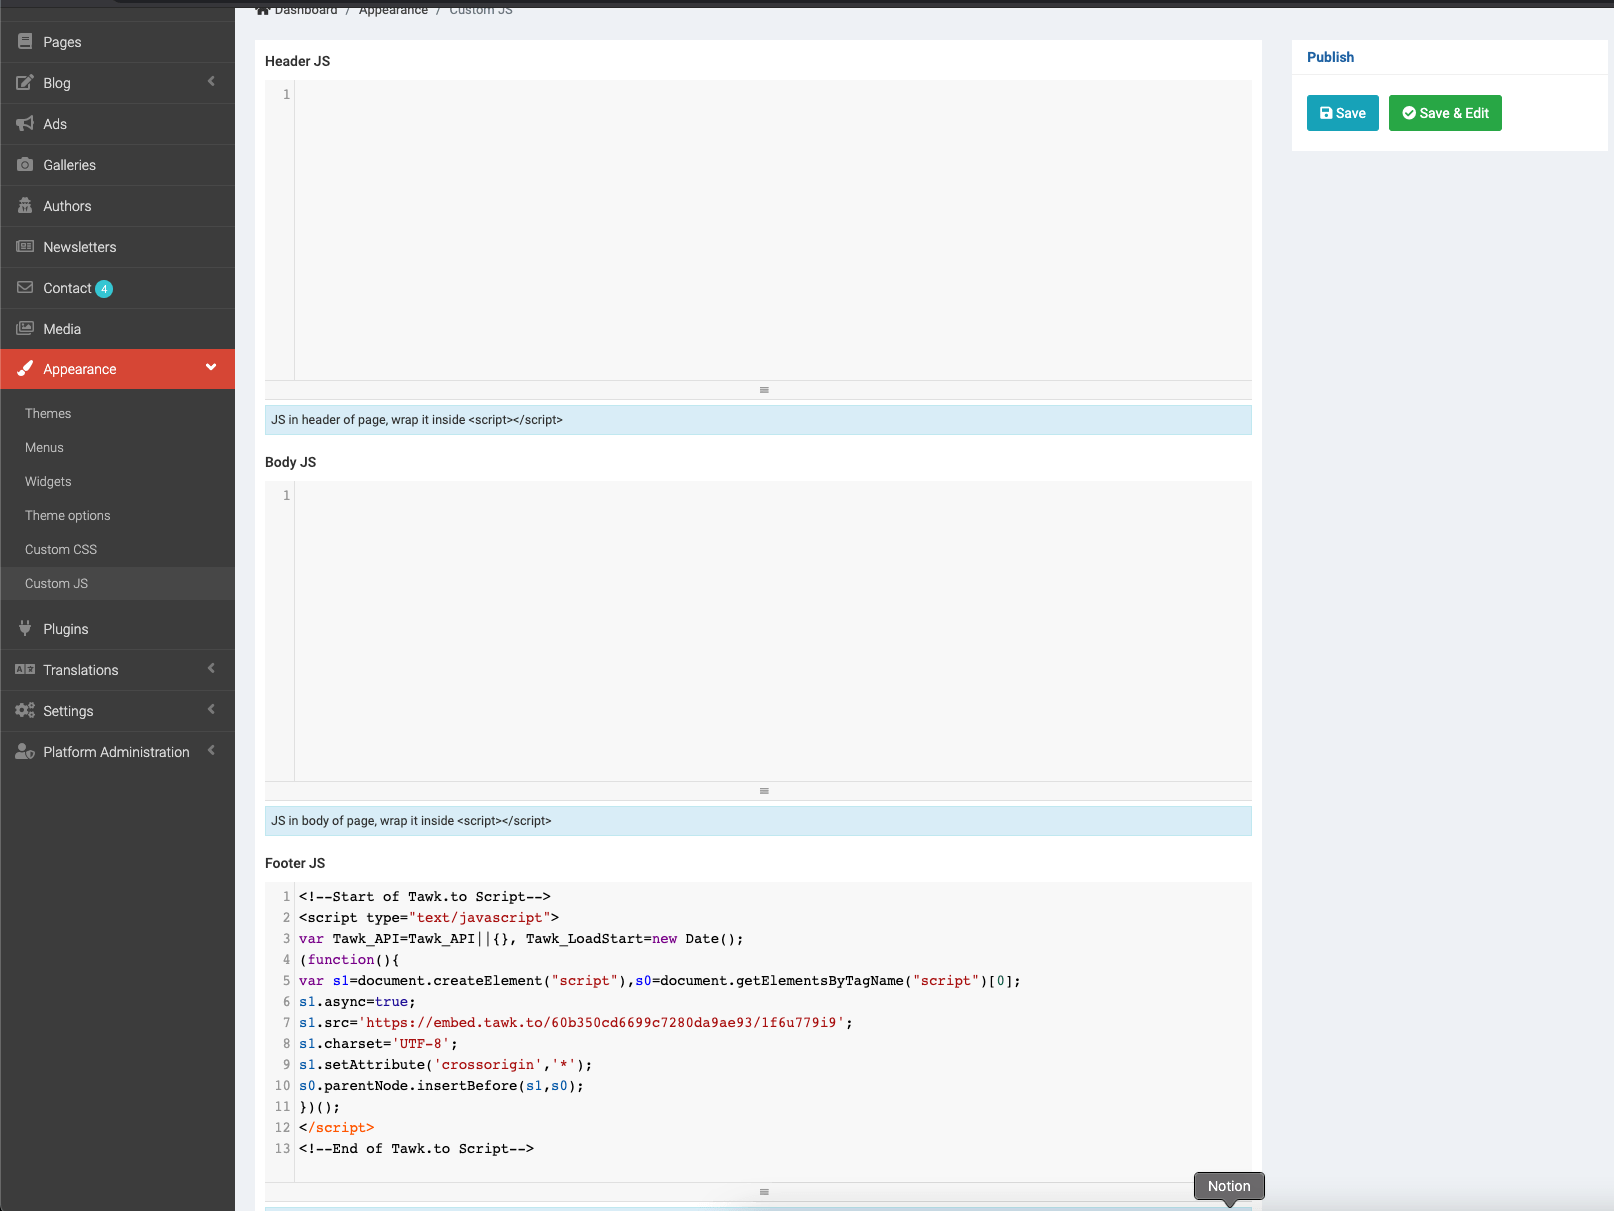 Dashboard / Appearance / Custom JS
Pages
Blog
Ads
Galleries
Authors
Newsletters
Contact 4
Media
Appearance
Themes
Menus
Widgets
Theme options
Custom CSS
Custom JS
Plugins
Translations
Settings
Platform Administration
Header JS
1
JS in header of page, wrap it inside <script></script>
Body JS
1
JS in body of page, wrap it inside <script></script>
Footer JS
1 <!--Start of Tawk.to Script-->
2 <script type="text/javascript">
3 var Tawk_API=Tawk_API||{}, Tawk_LoadStart=new Date();
4 (function(){
5 var s1=document.createElement("script"),s0=document.getElementsByTagName("script")[0];
6 s1.async=true;
7 s1.src='https://embed.tawk.to/60b350cd6699c7280da9ae93/1f6u779i9';
8 s1.charset='UTF-8';
9 s1.setAttribute('crossorigin','*');
10 s0.parentNode.insertBefore(s1,s0);
11 })();
12 </script>
13 <!--End of Tawk.to Script-->
Publish
Save
Save & Edit
Notion